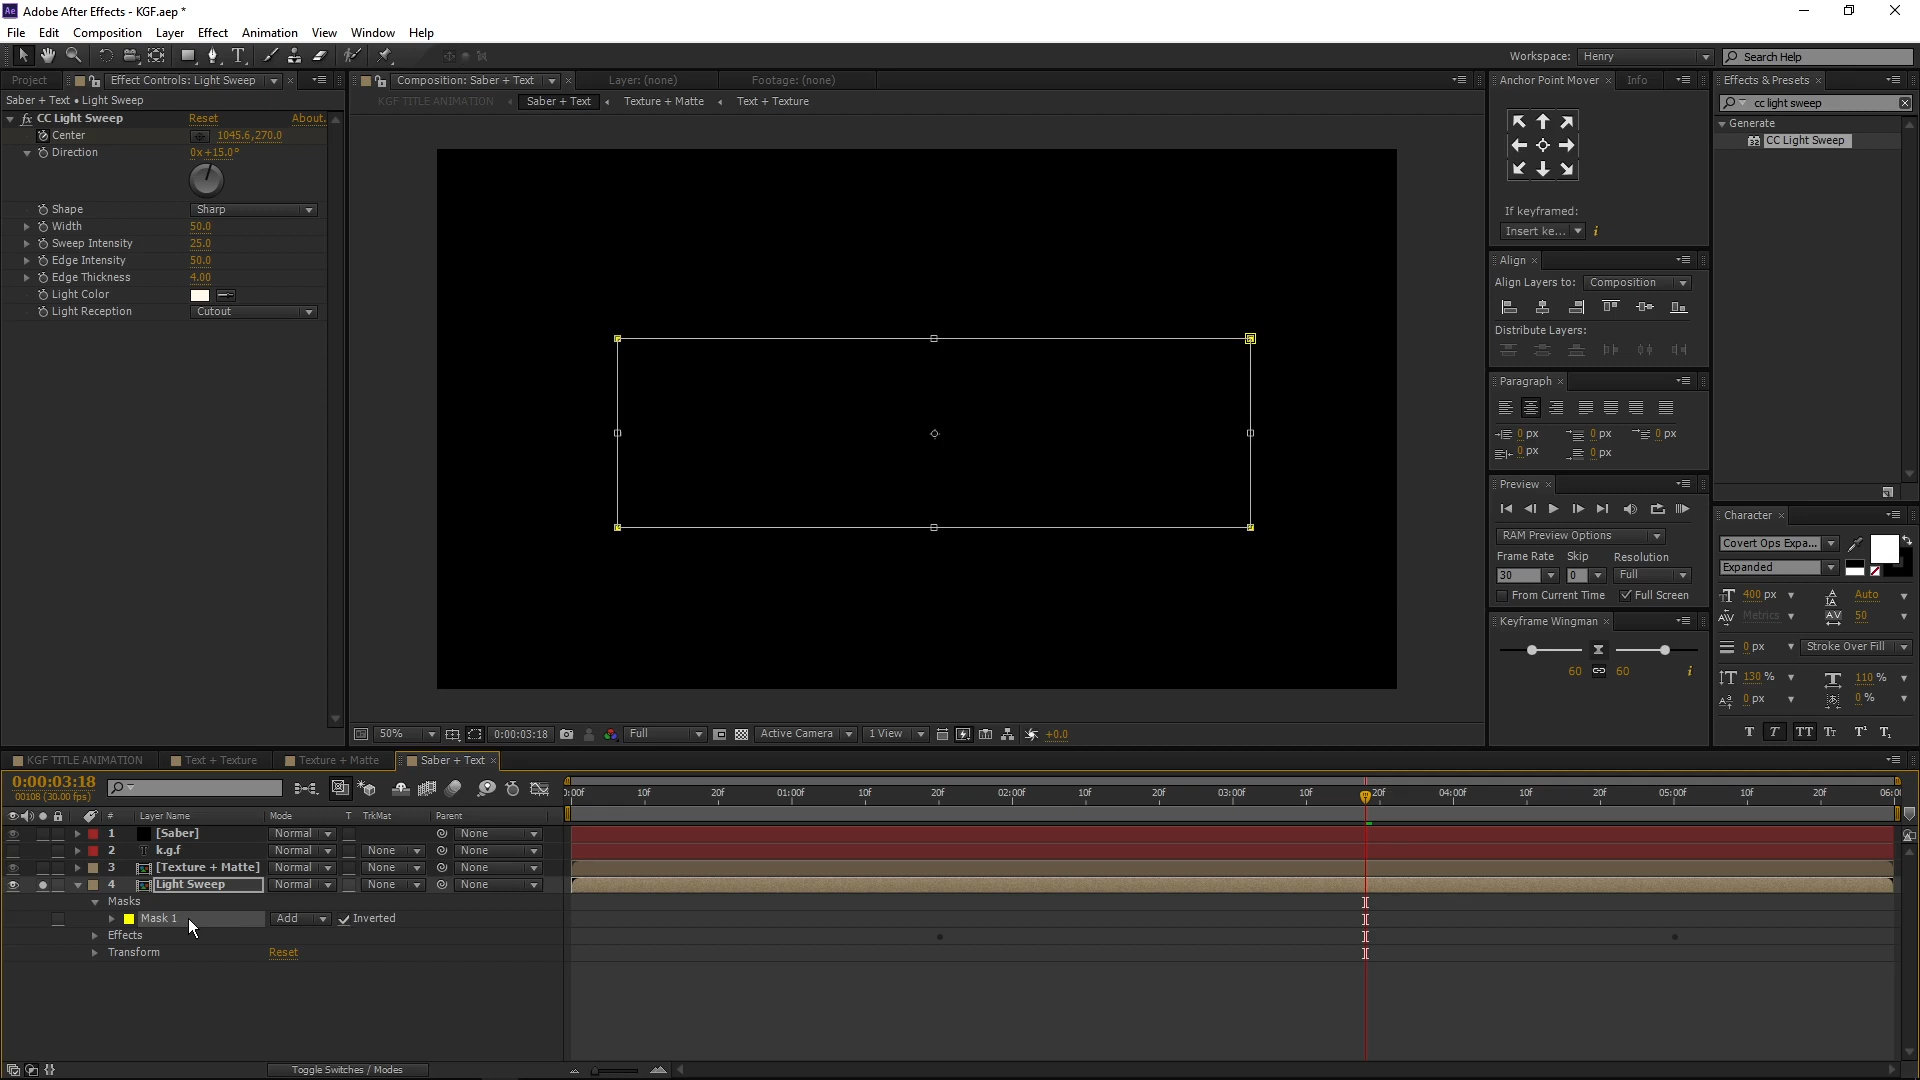 Adobe After Effects - KGF.aep *
File Edit Composition Layer Effect Animation View Window Help
Workspace: Henry Search Help
Project Effect Controls: Light Sweep Composition: Saber + Text Layer: (none) Footage: (none) Anchor Point Mover Info Effects & Presets
Saber + Text • Light Sweep KGF TITLE ANIMATION Saber + Text Texture + Matte Text + Texture cc light sweep
fx CC Light Sweep Reset About.
Center 1045.6,270.0
Direction 0x+15.0°
Shape Sharp
Width 50.0
Sweep Intensity 25.0
Edge Intensity 50.0
Edge Thickness 4.00
Light Color
Light Reception Cutout
Generate
CC Light Sweep
If keyframed:
Insert ke... i
Align
Align Layers to: Composition
Distribute Layers:
Paragraph
0 px 0 px 0 px
0 px 0 px
Preview
RAM Preview Options
Frame Rate Skip Resolution
30 0 Full
From Current Time Full Screen
Keyframe Wingman
60 60 i
Character
Covert Ops Expa...
Expanded
400 px Auto
Metrics 50
0 px Stroke Over Fill
130 % 110 %
0 px 0 %
T T TT Tt T¹ T₁
50% 0:00:03:18 Full Active Camera 1 View +0.0
KGF TITLE ANIMATION Text + Texture Texture + Matte Saber + Text
0:00:03:18
00108 (30.00 fps)
:00f 10f 20f 01:00f 10f 20f 02:00f 10f 20f 03:00f 10f 20f 04:00f 10f 20f 05:00f 10f 20f 06:00
# Layer Name Mode T TrkMat Parent
1 [Saber] Normal None
2 k.g.f Normal None None
3 [Texture + Matte] Normal None None
4 Light Sweep Normal None None
Masks
Mask 1 Add Inverted
Effects
Transform Reset
Toggle Switches / Modes